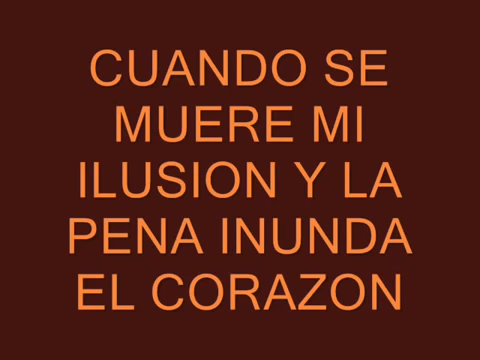 CUANDO SE
MUERE MI
ILUSION Y LA
PENA INUNDA
EL CORAZON